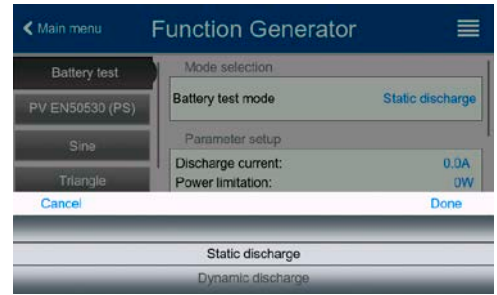 Main menu
Function Generator
Battery test
PV EN50530 (PS)
Sine
Triangle
Mode selection
Battery test mode Static discharge
Parameter setup
Discharge current: 0.0A
Power limitation: 0W
Cancel Done
Static discharge
Dynamic discharge